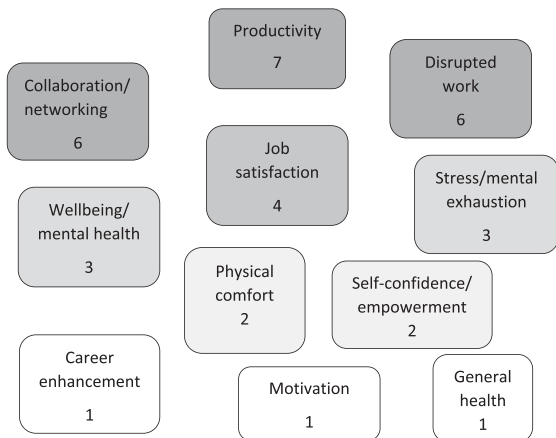 Productivity
7
Collaboration/
networking
6
Disrupted
work
6
Job
satisfaction
4
Wellbeing/
mental health
3
Stress/mental
exhaustion
3
Physical
comfort
2
Self-confidence/
empowerment
2
Career
enhancement
1
Motivation
1
General
health
1